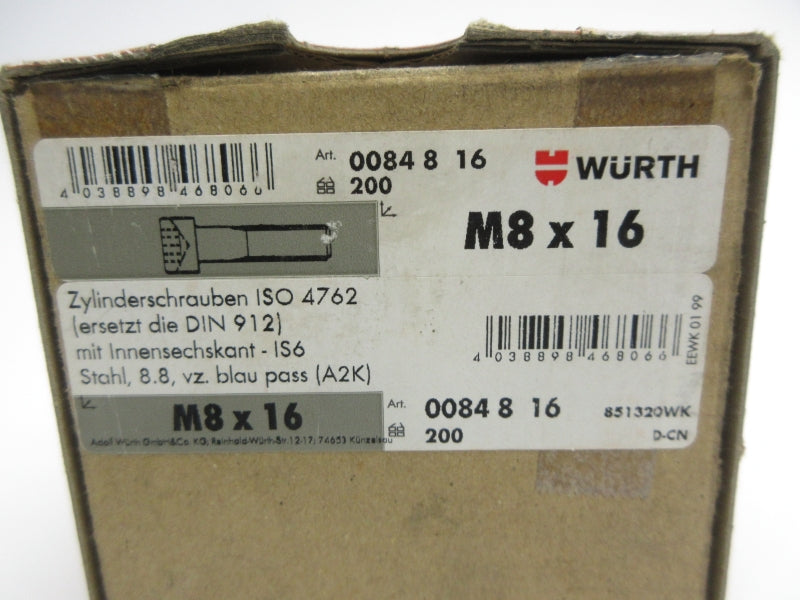 Art. 0084 8 16
200
WÜRTH
4 038898 468066
M8 x 16
Zylinderschrauben ISO 4762
(ersetzt die DIN 912)
mit Innensechskant - IS6
Stahl, 8.8, vz. blau pass (A2K)
4 038898 468066
EEWK 01 99
M8 x 16
Art. 0084 8 16
200
851320WK
D-CN
Adolf Würth GmbH&Co. KG, Reinhold-Würth-Str.12-17, 74653 Künzelsau